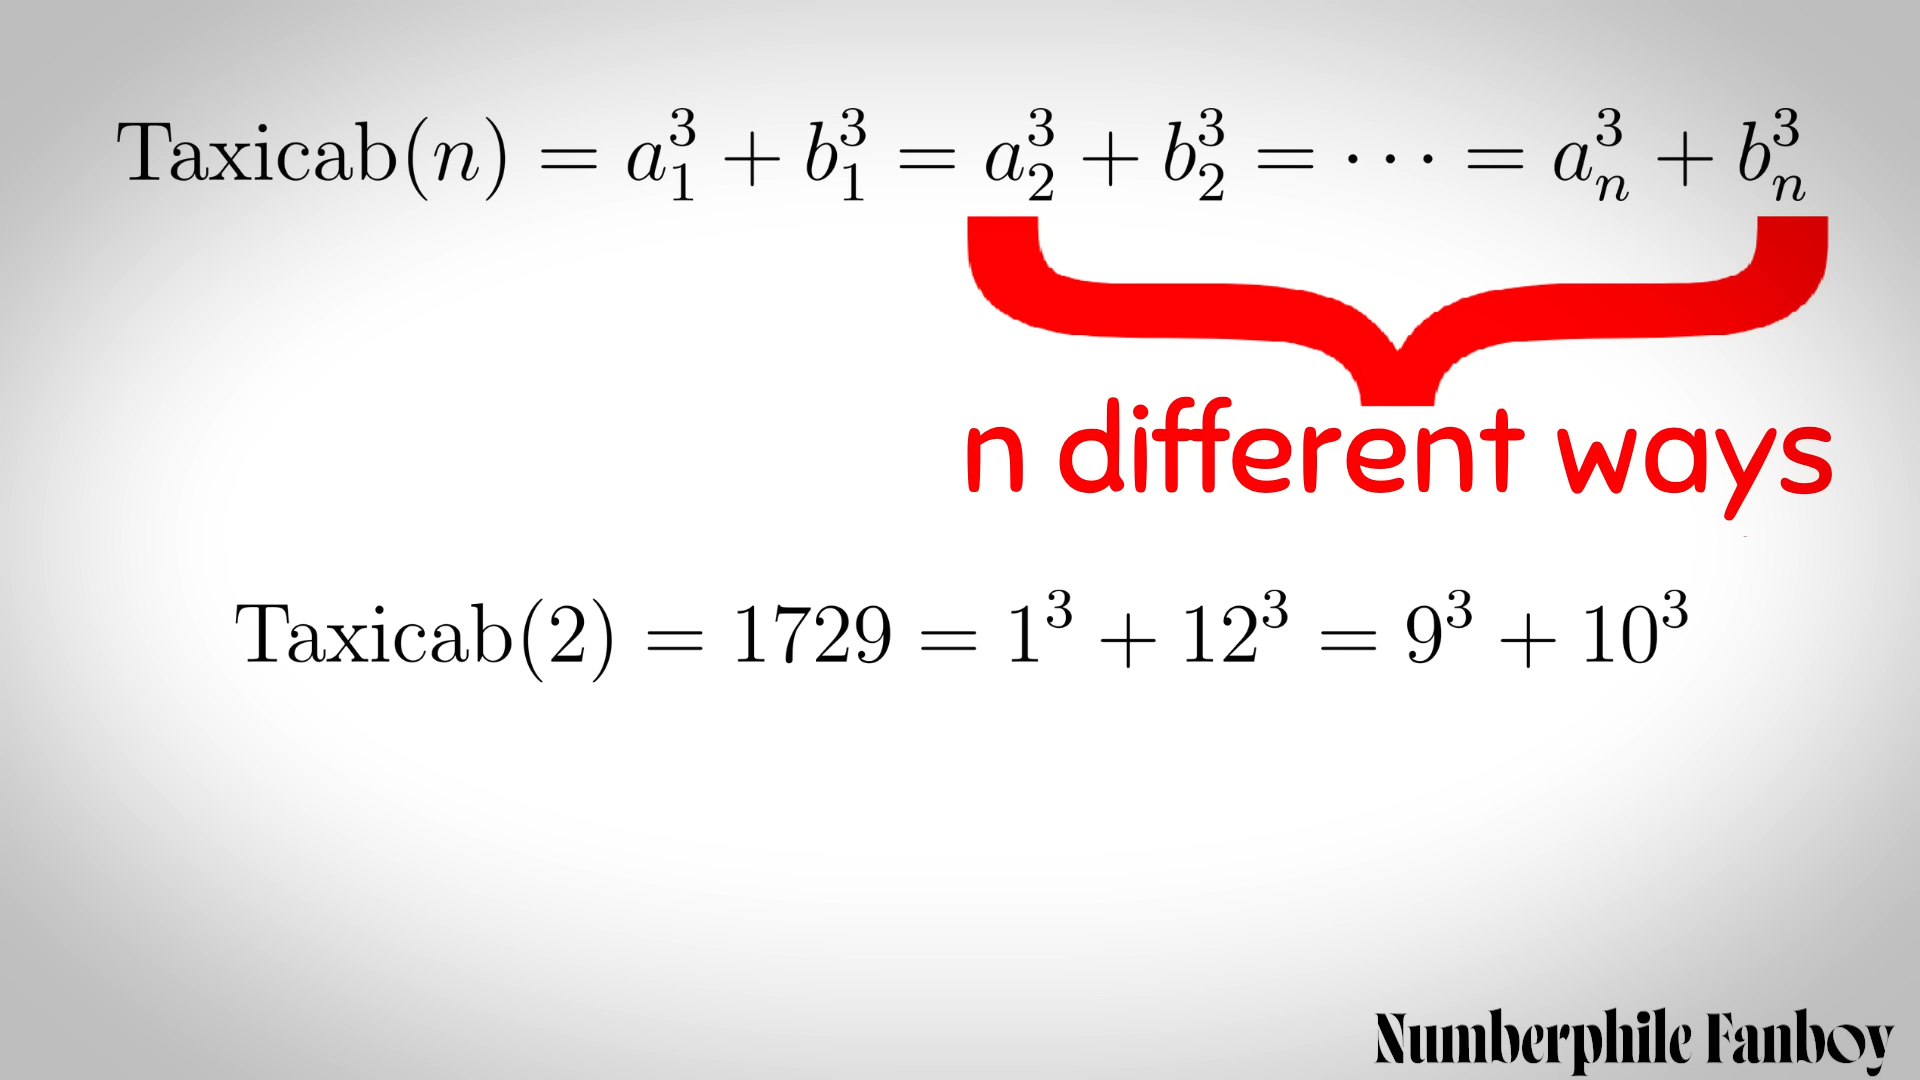 Taxicab(n) = a₁³ + b₁³ = a₂³ + b₂³ = ⋯ = aₙ³ + bₙ³
n different ways
Taxicab(2) = 1729 = 1³ + 12³ = 9³ + 10³
Numberphile Fanboy